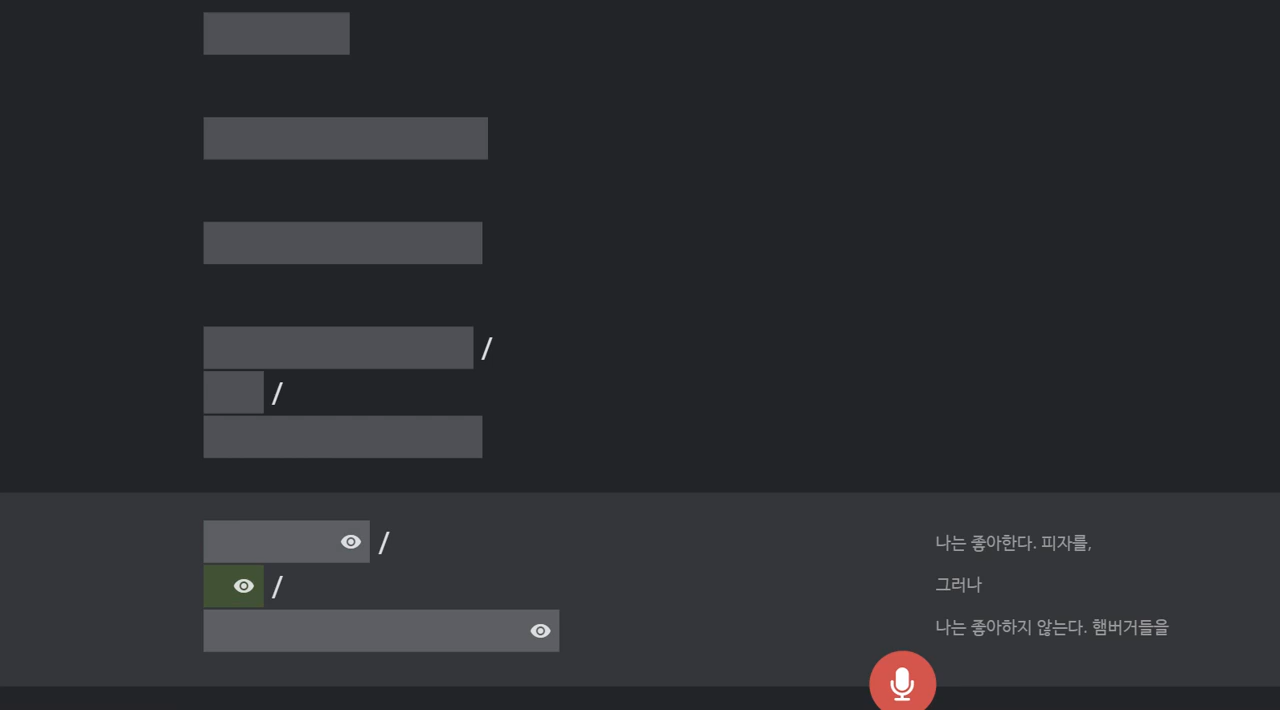 /
/
/ 나는 좋아한다. 피자를,
/ 그러나
나는 좋아하지 않는다. 햄버거들을